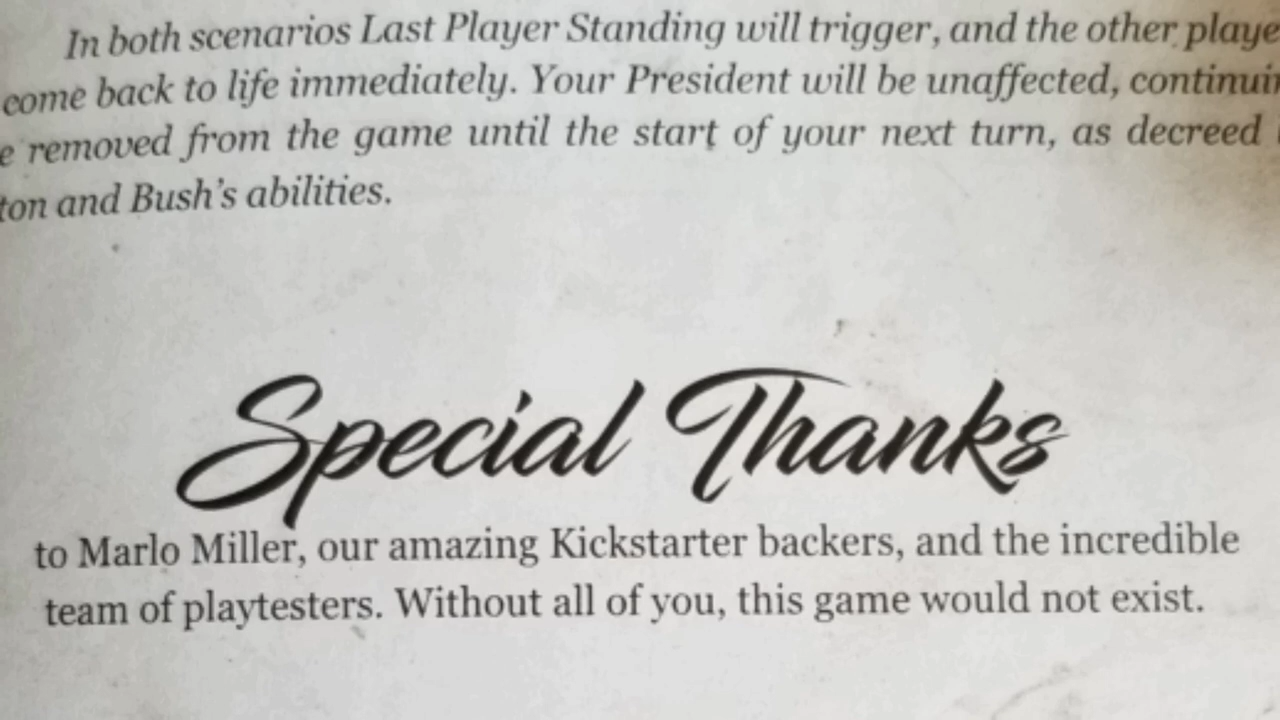 In both scenarios Last Player Standing will trigger, and the other playe
come back to life immediately. Your President will be unaffected, continuin
e removed from the game until the start of your next turn, as decreed
ton and Bush's abilities.
Special Thanks
to Marlo Miller, our amazing Kickstarter backers, and the incredible
team of playtesters. Without all of you, this game would not exist.